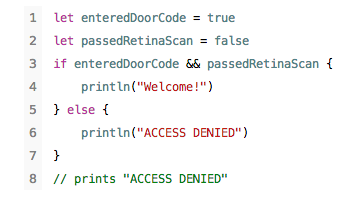 1 let enteredDoorCode = true
2 let passedRetinaScan = false
3 if enteredDoorCode && passedRetinaScan {
4     println("Welcome!")
5 } else {
6     println("ACCESS DENIED")
7 }
8 // prints "ACCESS DENIED"